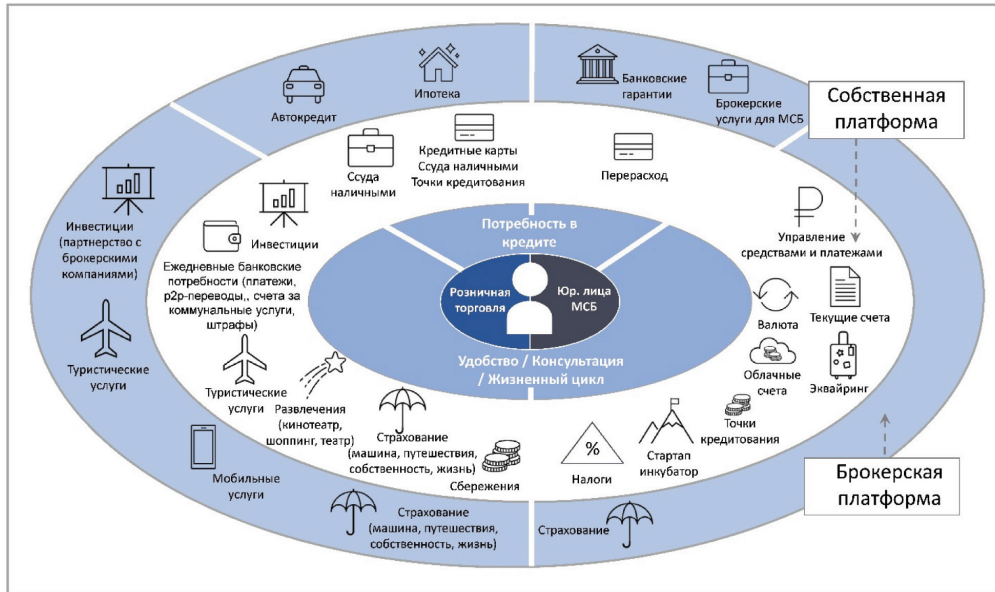 Автокредит
Ипотека
Банковские
гарантии
Брокерские
услуги для МСБ
Собственная
платформа
Ссуда
наличными
Кредитные карты
Ссуда наличными
Точки кредитования
Перерасход
Инвестиции
(партнерство с
брокерскими
компаниями)
Инвестиции
Ежедневные банковские
потребности (платежи,
p2p-переводы,, счета за
коммунальные услуги,
штрафы)
Потребность в
кредите
Розничная
торговля
Юр. лица
МСБ
Удобство / Консультация
/ Жизненный цикл
Управление
средствами и платежами
Валюта
Текущие счета
Облачные
счета
Эквайринг
Туристические
услуги
Туристические
услуги
Развлечения
(кинотеатр,
шоппинг, театр)
Страхование
(машина, путешествия,
собственность, жизнь)
Сбережения
%
Налоги
Стартап
инкубатор
Точки
кредитования
Мобильные
услуги
Страхование
(машина, путешествия,
собственность, жизнь)
Страхование
Брокерская
платформа